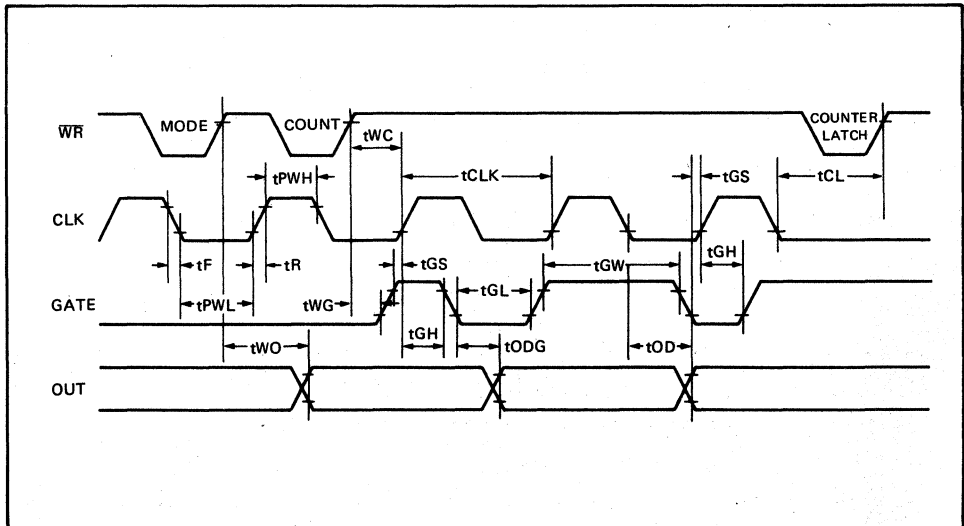 WR MODE COUNT COUNTER
LATCH
tWC
tPWH tCLK tGS tCL
CLK
tF tR tGS tGW tGH
tPWL tWG tGL
GATE
tWO tGH tODG tOD
OUT